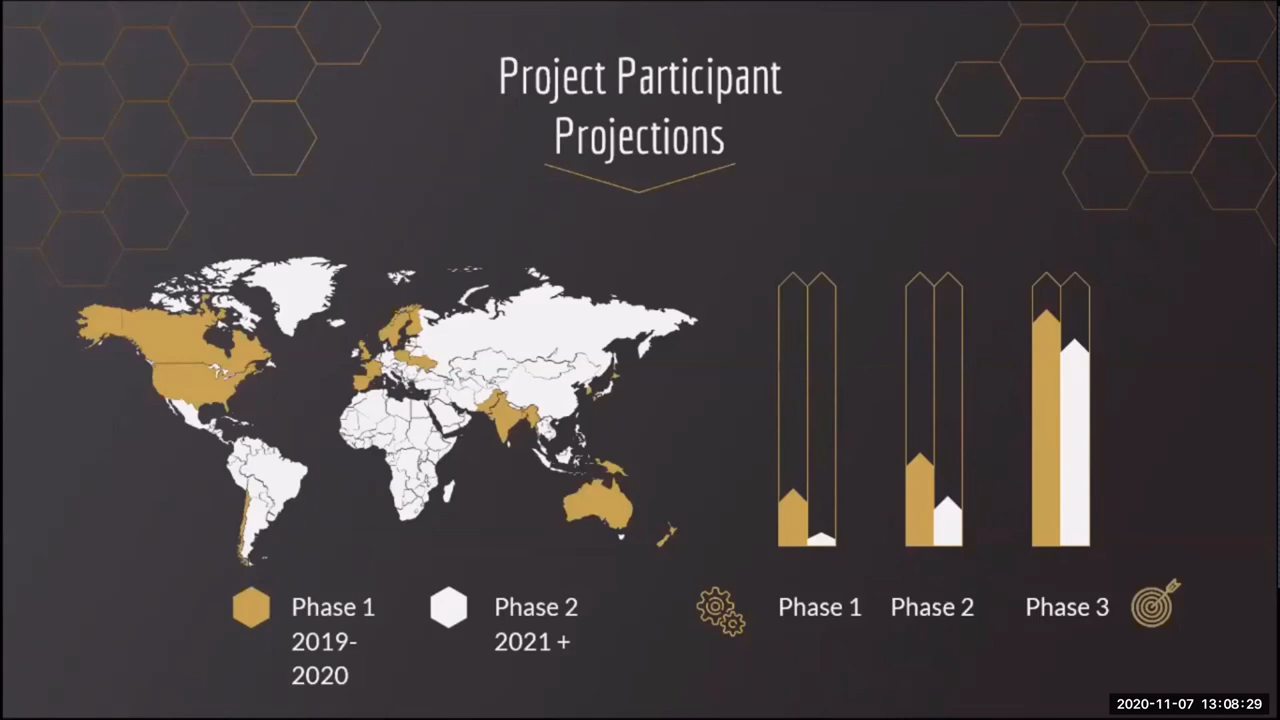 Project Participant
Projections
Phase 1
2019-
2020
Phase 2
2021 +
Phase 1
Phase 2
Phase 3
2020-11-07 13:08:29